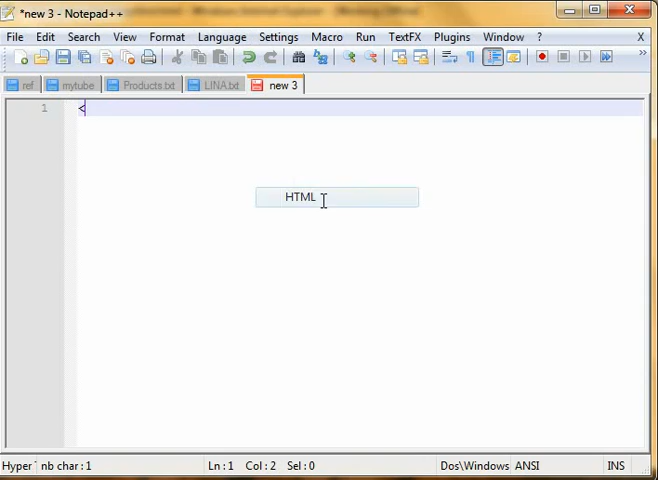 *new 3 - Notepad++
File Edit Search View Format Language Settings Macro Run TextFX Plugins Window ? X
ref mytube Products.txt LINA.txt new 3
1 <
HTML
Hyper nb char : 1 Ln : 1 Col : 2 Sel : 0 Dos\Windows ANSI INS